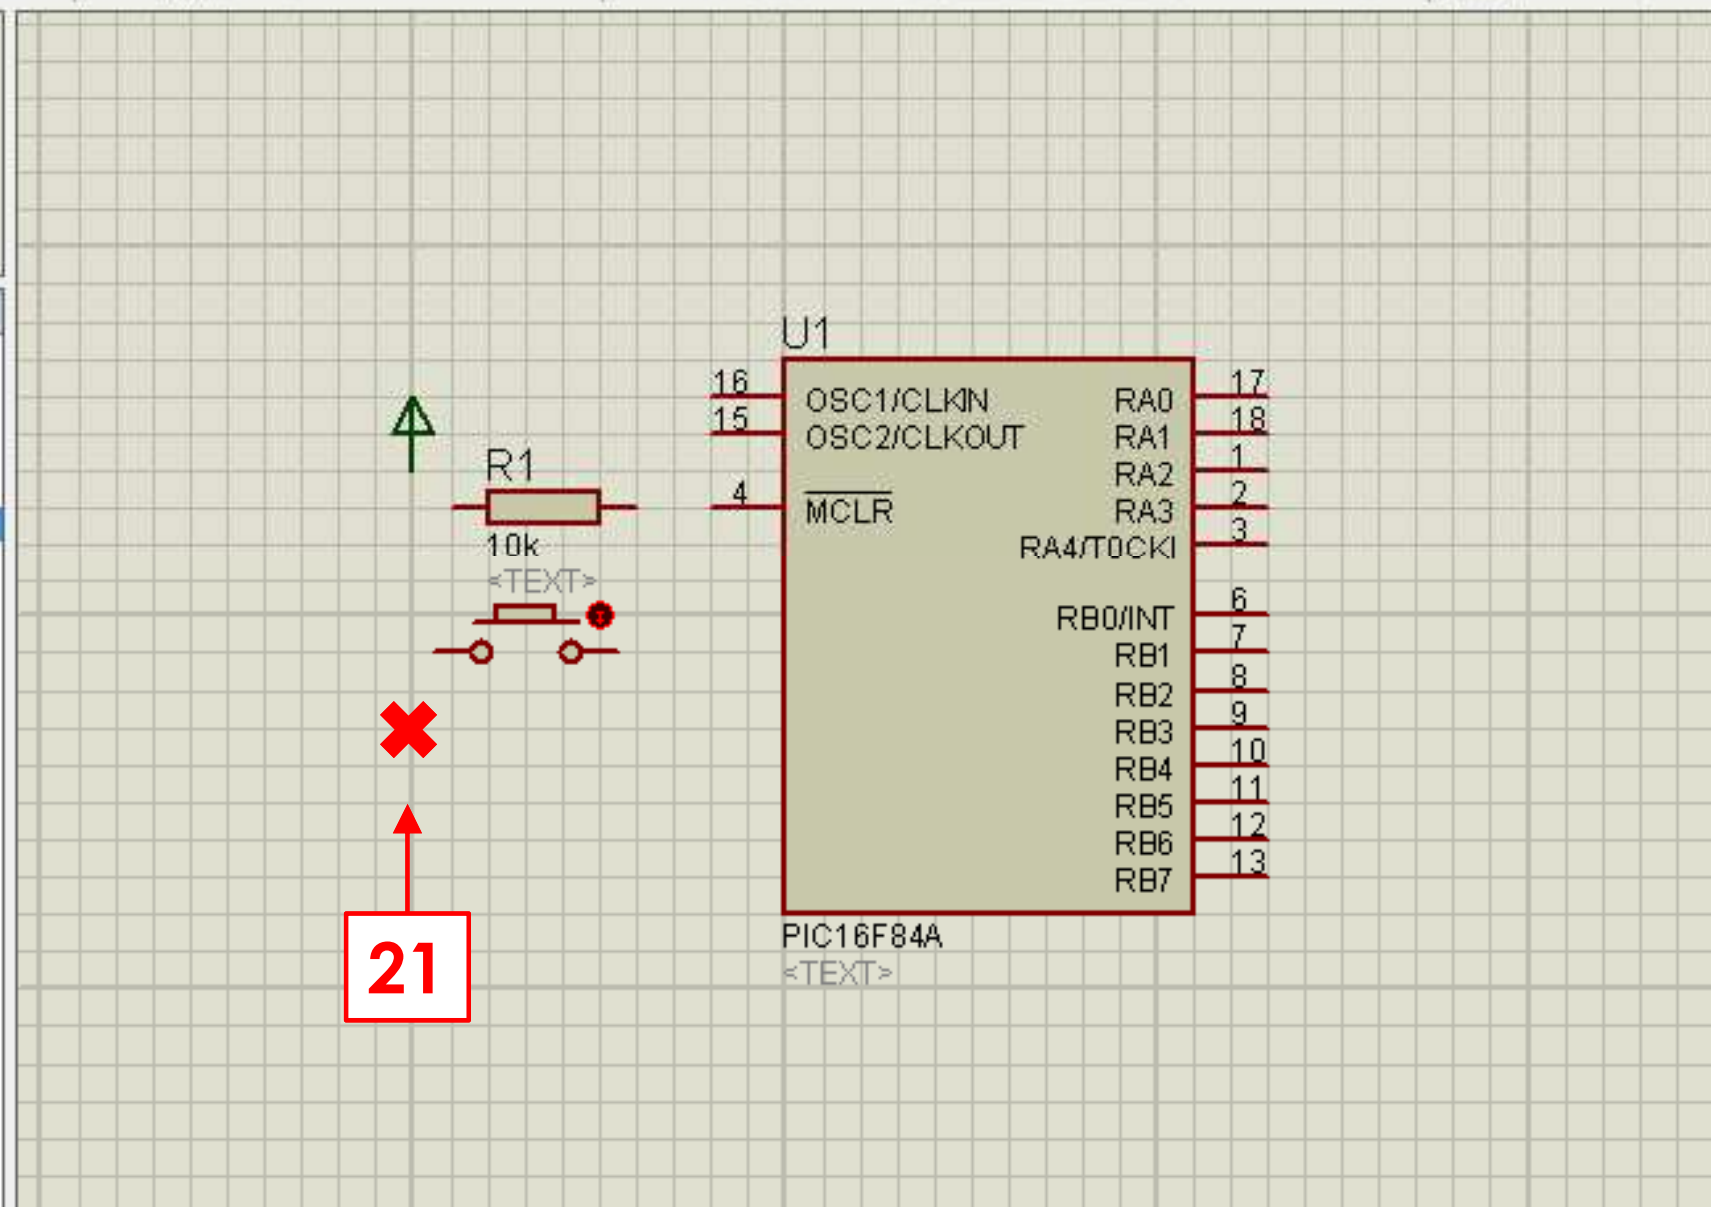 U1
16
OSC1/CLKIN
RA0
17
15
OSC2/CLKOUT
RA1
18
R1
RA2
1
4
MCLR
RA3
2
10k
RA4/T0CKI
3
<TEXT>
RB0/INT
6
RB1
7
RB2
8
RB3
9
RB4
10
RB5
11
RB6
12
RB7
13
21
PIC16F84A
<TEXT>